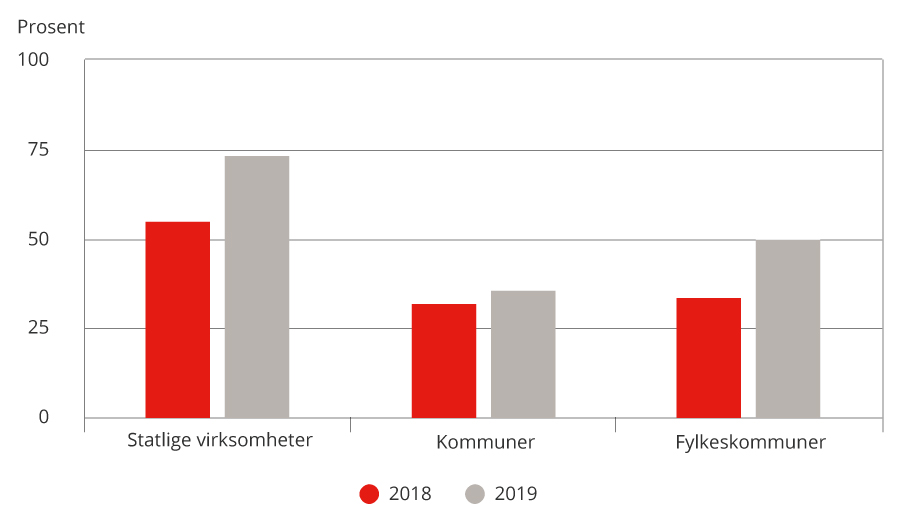 Prosent
100
75
50
25
0
Statlige virksomheter
Kommuner
Fylkeskommuner
2018
2019